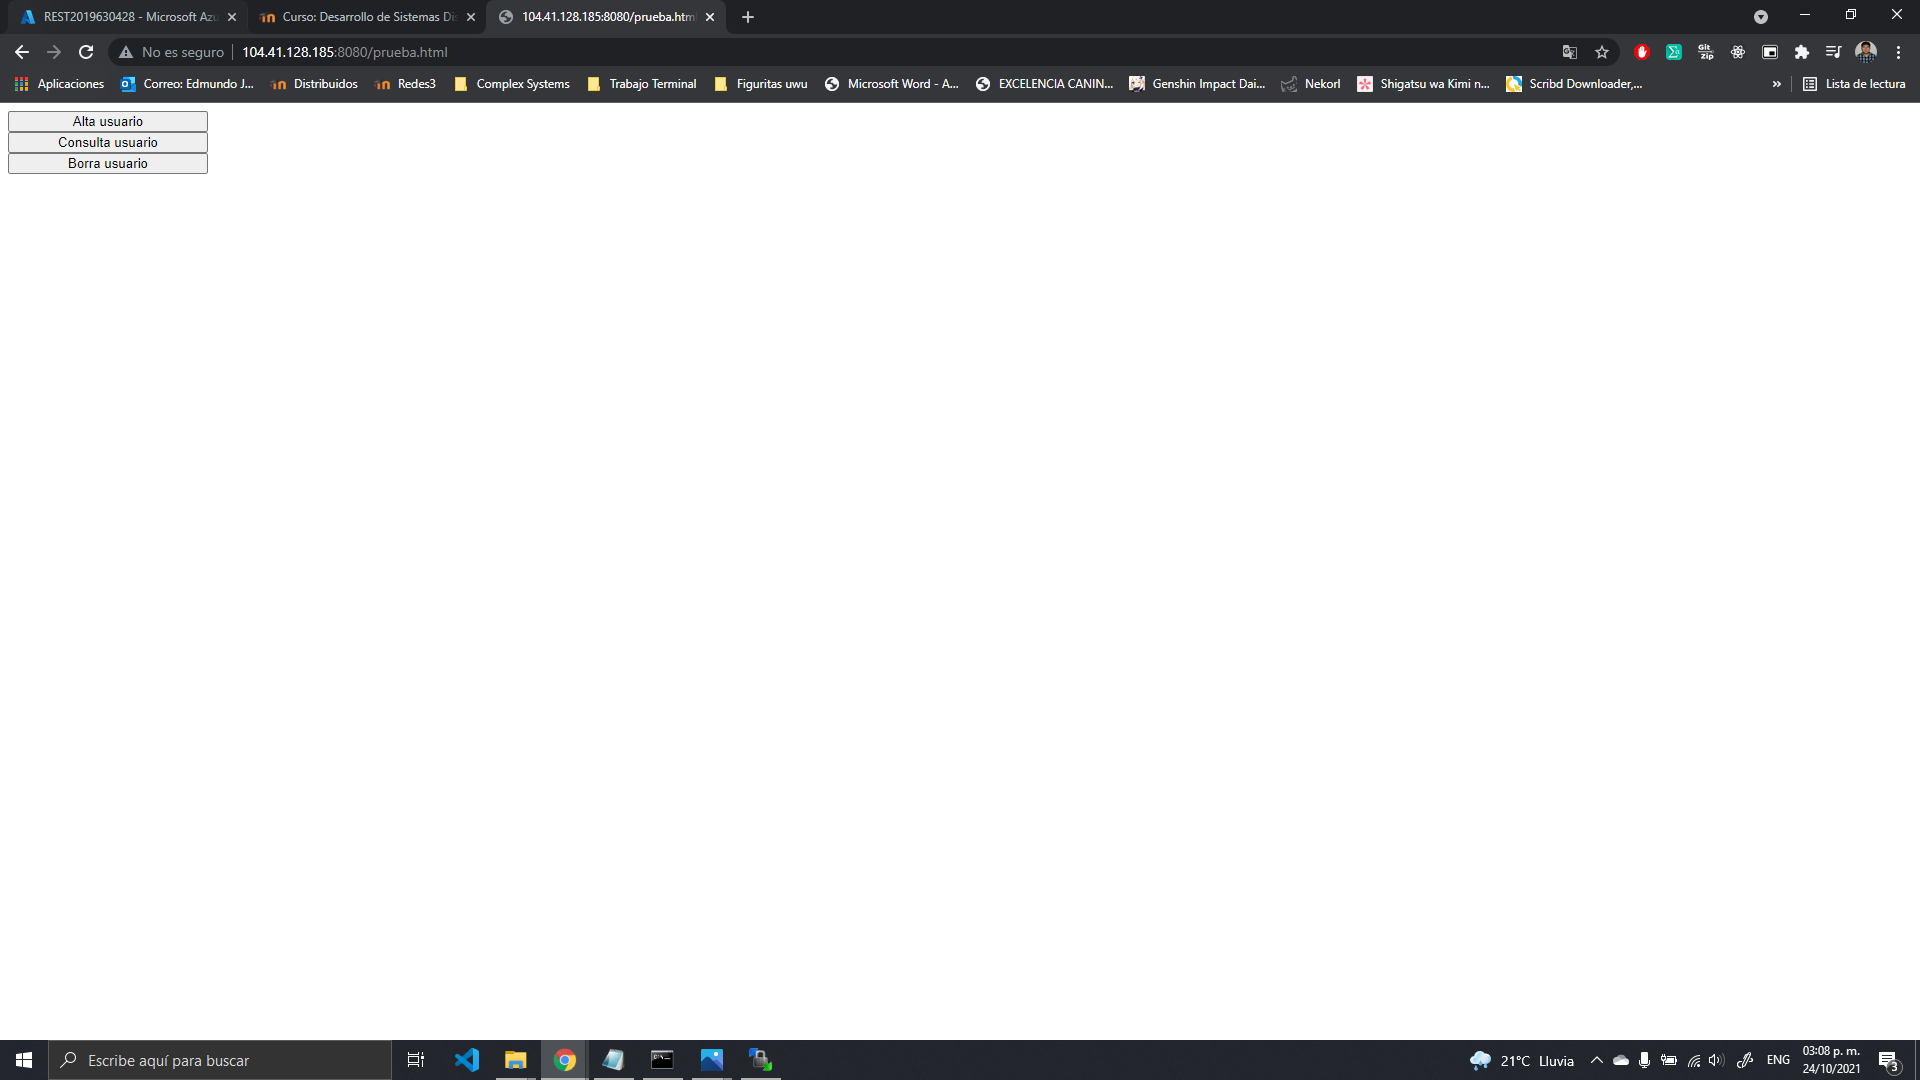 REST2019630428 - Microsoft Azu
Curso: Desarrollo de Sistemas Dis
104.41.128.185:8080/prueba.htm
No es seguro 104.41.128.185:8080/prueba.html
Aplicaciones Correo: Edmundo J... Distribuidos Redes3 Complex Systems Trabajo Terminal Figuritas uwu Microsoft Word - A... EXCELENCIA CANIN... Genshin Impact Dai... Nekorl Shigatsu wa Kimi n... Scribd Downloader,... » Lista de lectura
Alta usuario
Consulta usuario
Borra usuario
Escribe aquí para buscar
21°C Lluvia
ENG
03:08 p. m.
24/10/2021
3